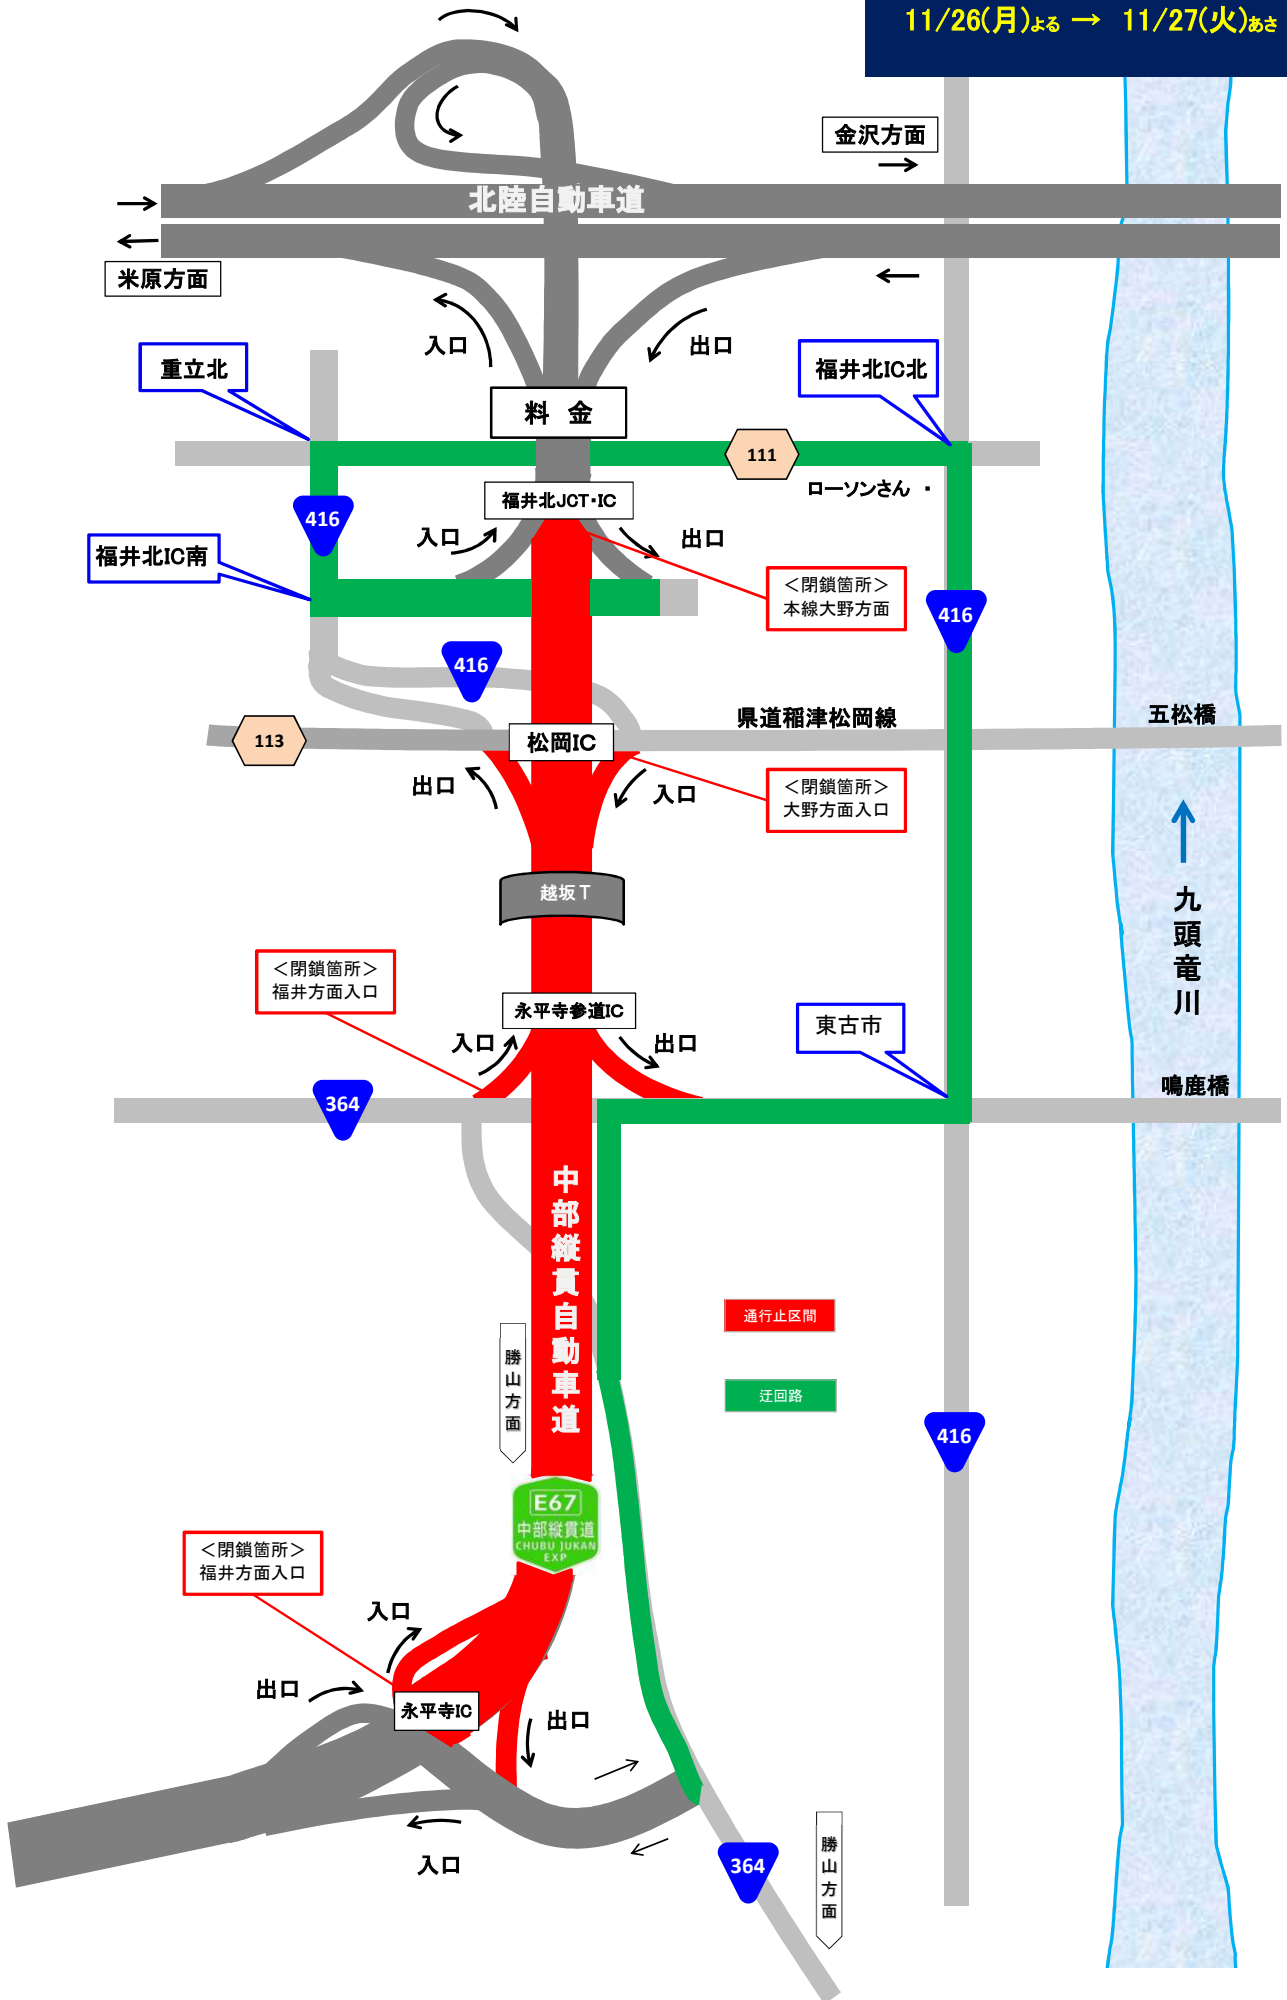 11/26(月)よる → 11/27(火)あさ
金沢方面
北陸自動車道
米原方面
入口
出口
重立北
福井北IC北
料 金
111
ローソンさん ・
福井北JCT・IC
416
入口
出口
福井北IC南
＜閉鎖箇所＞
本線大野方面
416
416
県道稲津松岡線
五松橋
113
松岡IC
出口
入口
＜閉鎖箇所＞
大野方面入口
越坂T
九頭竜川
＜閉鎖箇所＞
福井方面入口
永平寺参道IC
東古市
入口
出口
鳴鹿橋
364
中部縦貫自動車道
通行止区間
勝山方面
迂回路
416
E67
中部縦貫道
CHUBU JUKAN
EXP
＜閉鎖箇所＞
福井方面入口
入口
出口
永平寺IC
出口
入口
364
勝山方面